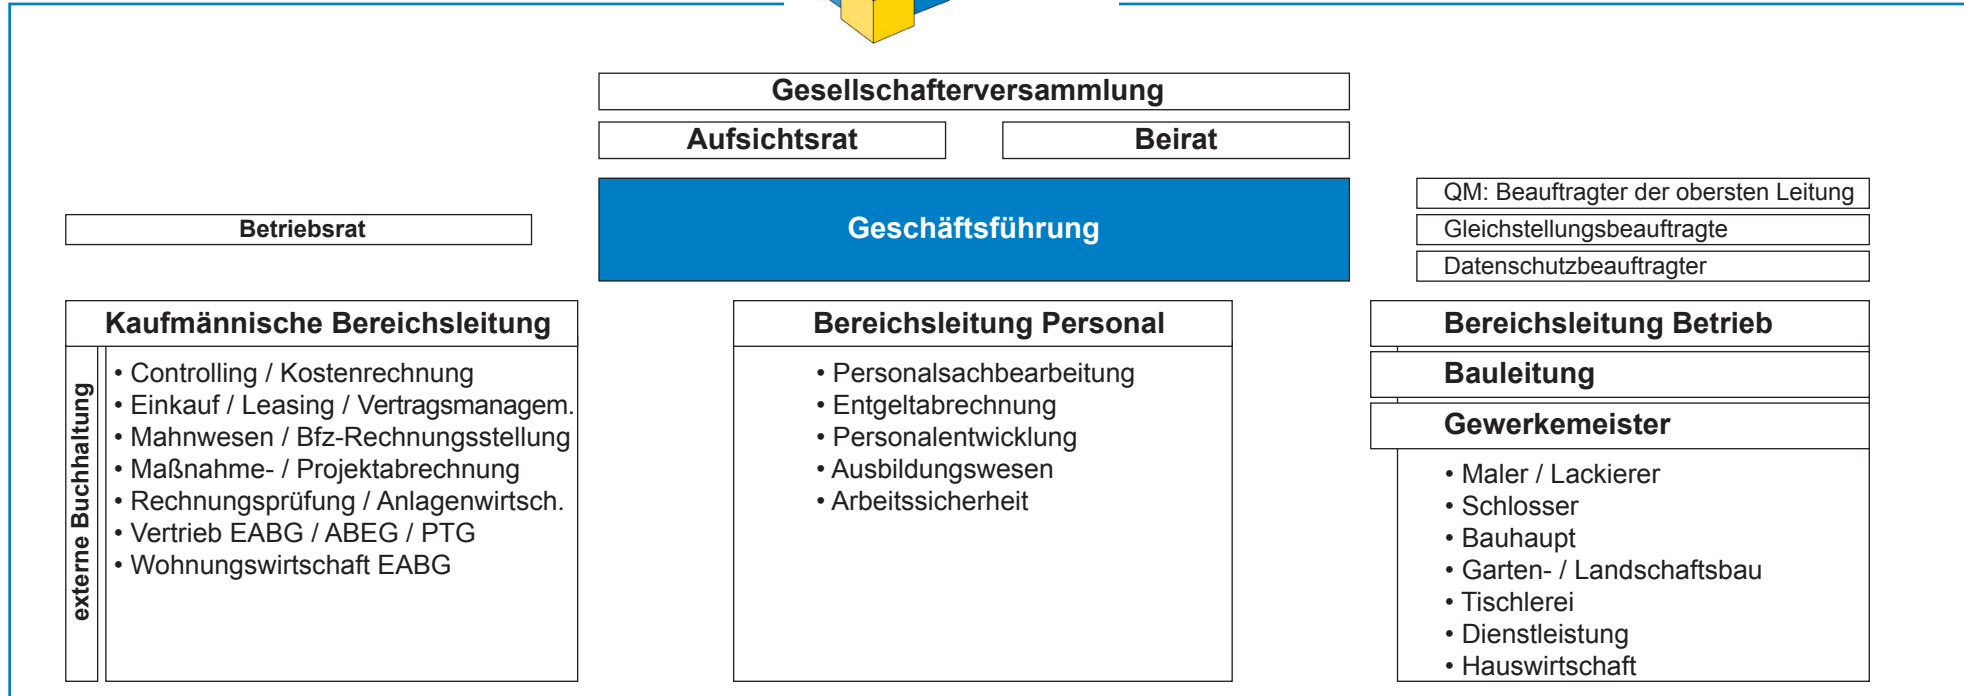 Gesellschafterversammlung
Aufsichtsrat
Beirat
Geschäftsführung
Betriebsrat
QM: Beauftragter der obersten Leitung
Gleichstellungsbeauftragte
Datenschutzbeauftragter
Kaufmännische Bereichsleitung
externe Buchhaltung
• Controlling / Kostenrechnung
• Einkauf / Leasing / Vertragsmanagem.
• Mahnwesen / Bfz-Rechnungsstellung
• Maßnahme- / Projektabrechnung
• Rechnungsprüfung / Anlagenwirtsch.
• Vertrieb EABG / ABEG / PTG
• Wohnungswirtschaft EABG
Bereichsleitung Personal
• Personalsachbearbeitung
• Entgeltabrechnung
• Personalentwicklung
• Ausbildungswesen
• Arbeitssicherheit
Bereichsleitung Betrieb
Bauleitung
Gewerkemeister
• Maler / Lackierer
• Schlosser
• Bauhaupt
• Garten- / Landschaftsbau
• Tischlerei
• Dienstleistung
• Hauswirtschaft